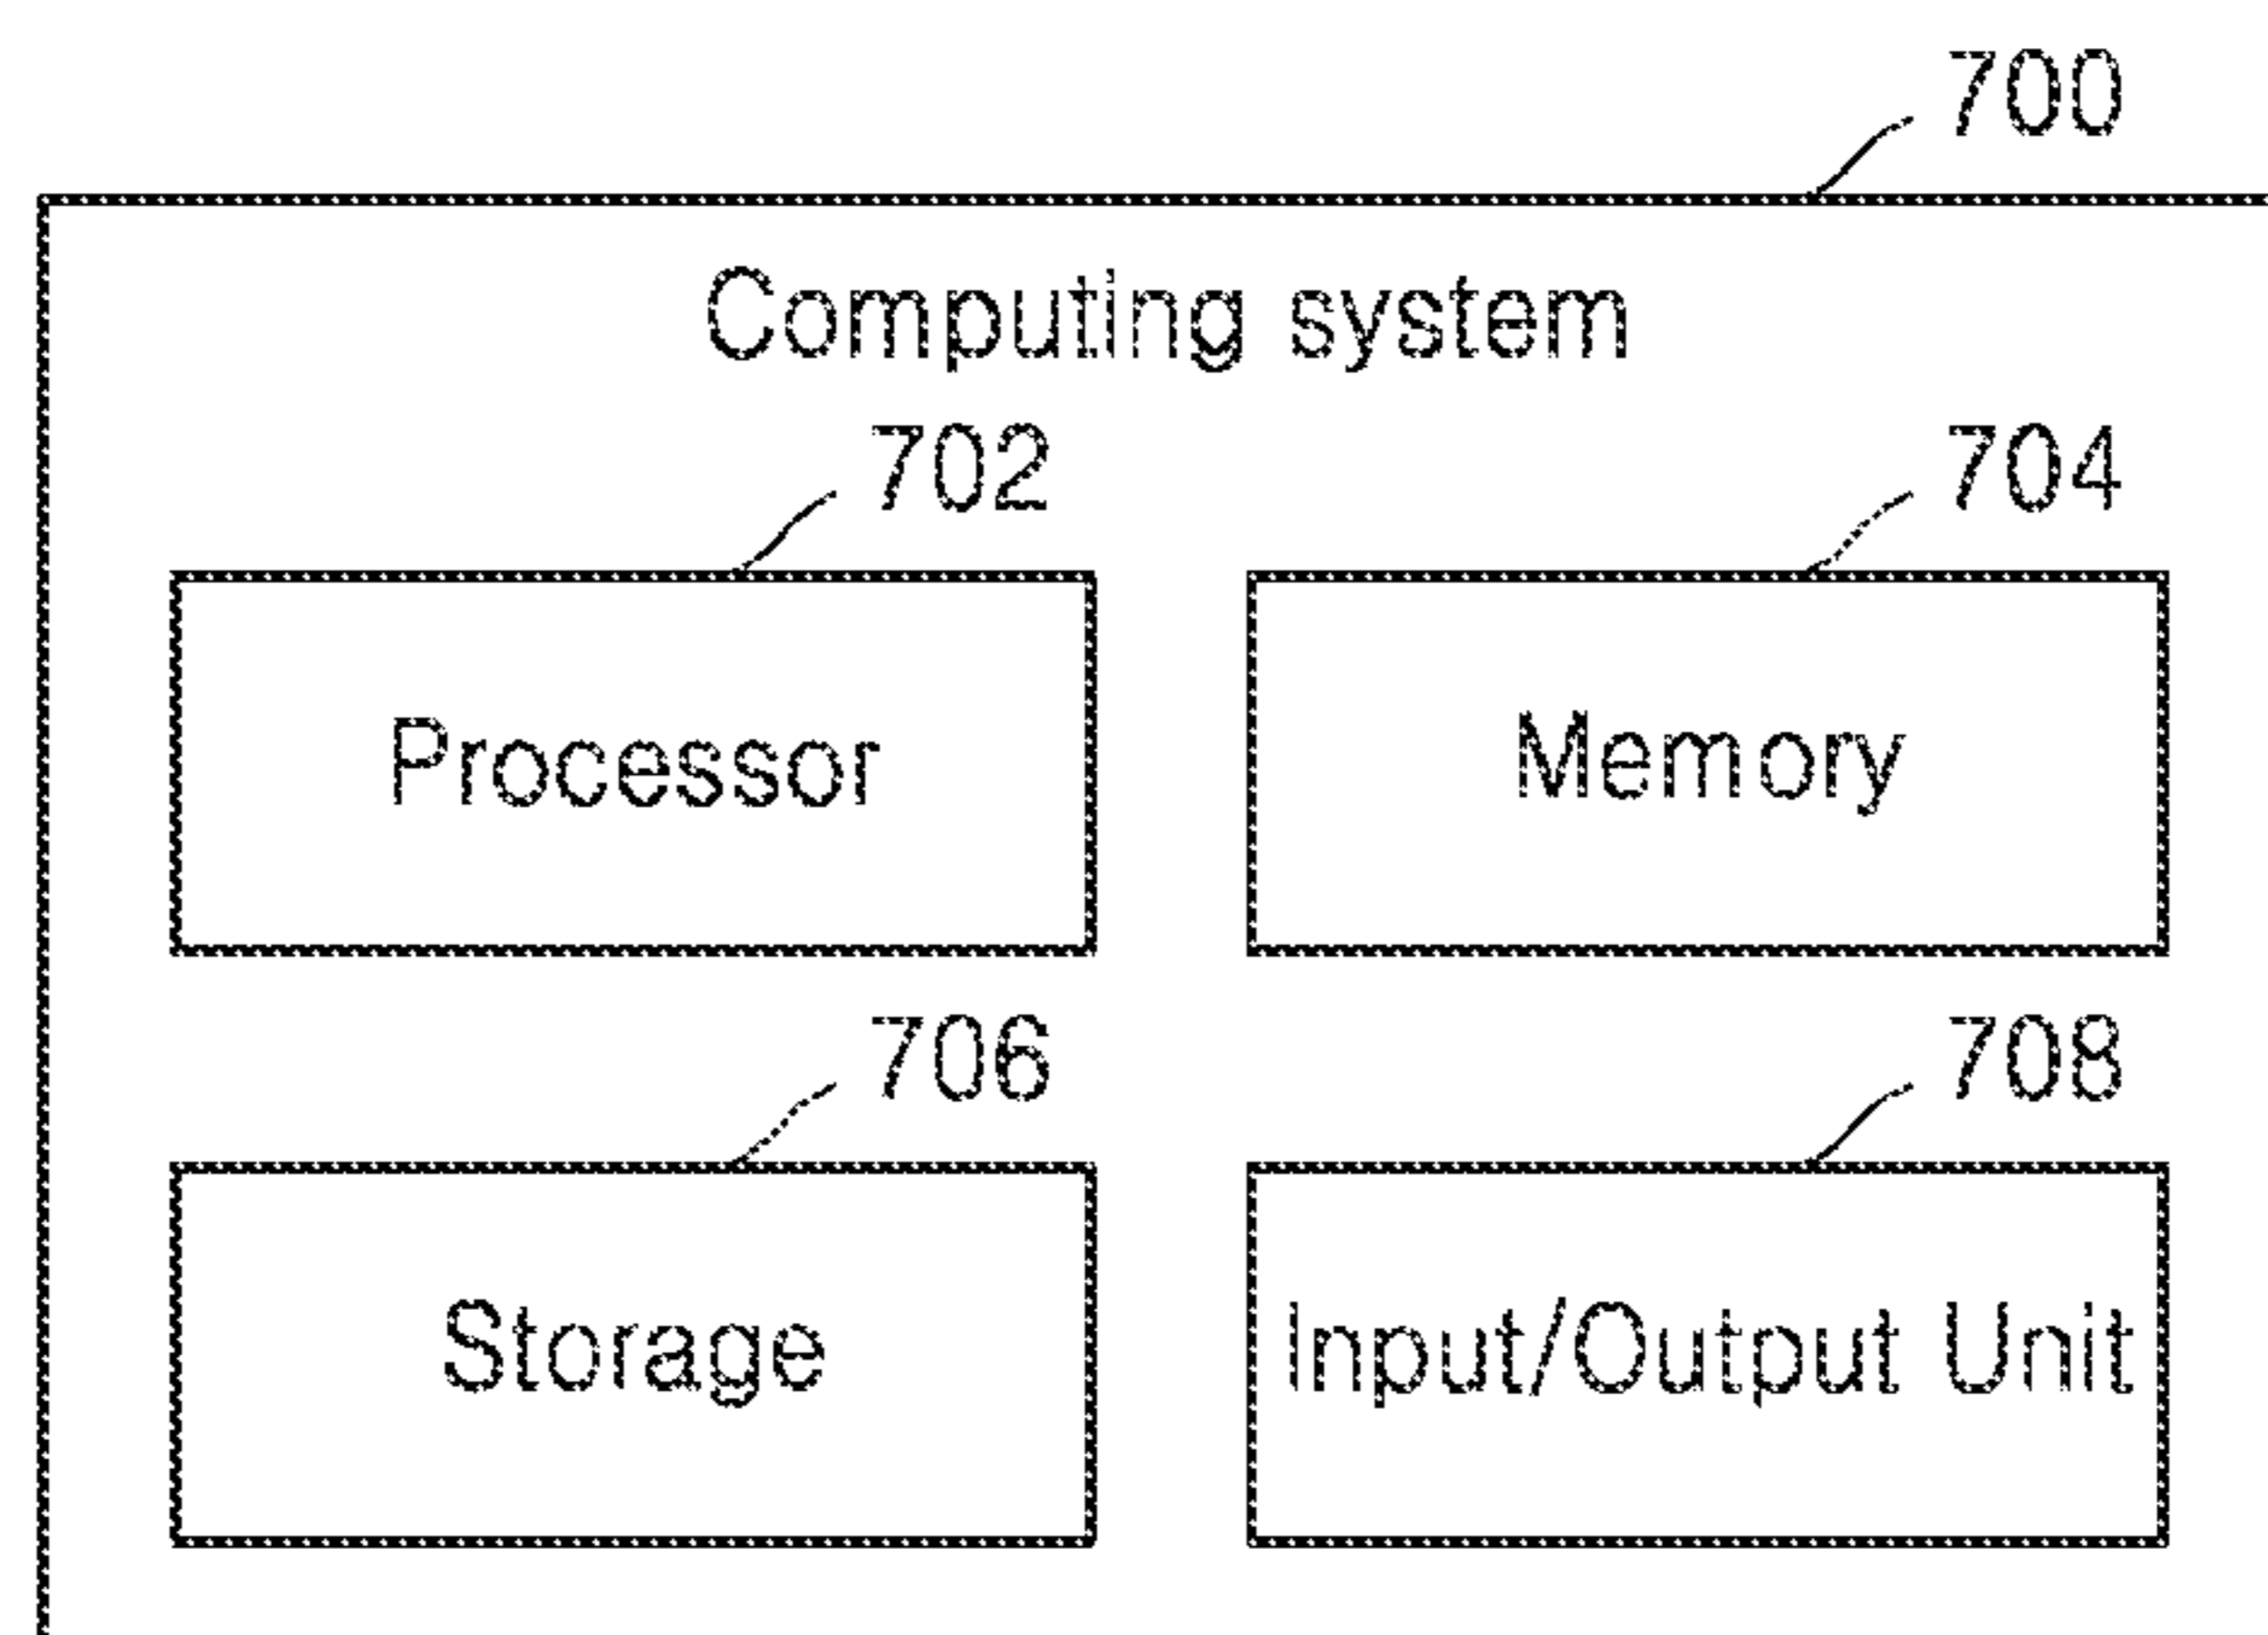 700
Computing system
702
704
Processor
Memory
706
708
Storage
Input/Output Unit